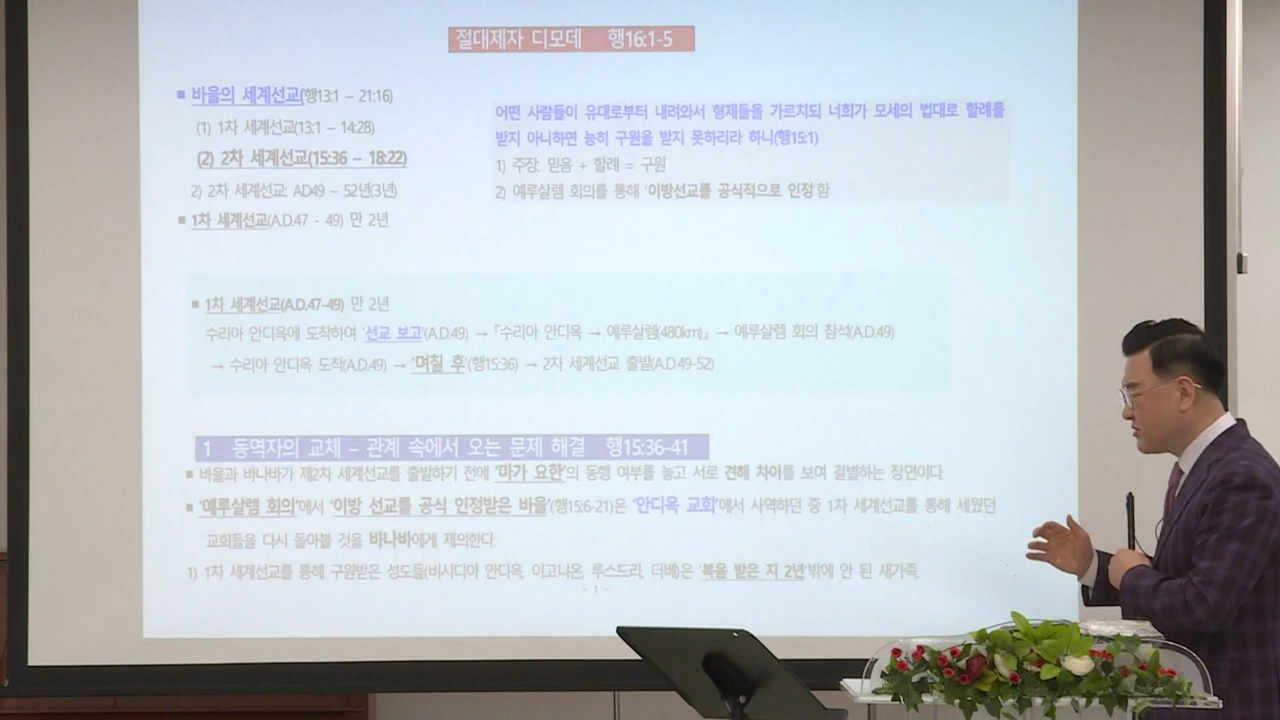 절대제자 디모데 행16:1-5
■ 바울의 세계선교(행13:1 – 21:16)
(1) 1차 세계선교(13:1 – 14:28)
(2) 2차 세계선교(15:36 – 18:22)
2) 2차 세계선교: AD49 – 52년(3년)
■ 1차 세계선교(A.D.47 - 49) 만 2년
어떤 사람들이 유대로부터 내려와서 형제들을 가르치되 너희가 모세의 법대로 할례를
받지 아니하면 능히 구원을 받지 못하리라 하니(행15:1)
1) 주장: 믿음 + 할례 = 구원
2) 예루살렘 회의를 통해 '이방선교를 공식적으로 인정'함
■ 1차 세계선교(A.D.47-49) 만 2년
수리아 안디옥에 도착하여 '선교 보고'(A.D.49) → 『수리아 안디옥 → 예루살렘(480km)』 → 예루살렘 회의 참석(A.D.49)
→ 수리아 안디옥 도착(A.D.49) → '며칠 후'(행15:36) → 2차 세계선교 출발(A.D.49-52)
1 동역자의 교체 – 관계 속에서 오는 문제 해결 행15:36-41
■ 바울과 바나바가 제2차 세계선교를 출발하기 전에 '마가 요한'의 동행 여부를 놓고 서로 견해 차이를 보여 결별하는 장면이다.
■ '예루살렘 회의'에서 '이방 선교를 공식 인정받은 바울'(행15:6-21)은 '안디옥 교회'에서 사역하던 중 1차 세계선교를 통해 세웠던
교회들을 다시 돌아볼 것을 바나바에게 제의한다.
1) 1차 세계선교를 통해 구원받은 성도들(비시디아 안디옥, 이고니온, 루스드라, 더베)은 '복음 받은 지 2년'밖에 안 된 새가족.
- 1 -